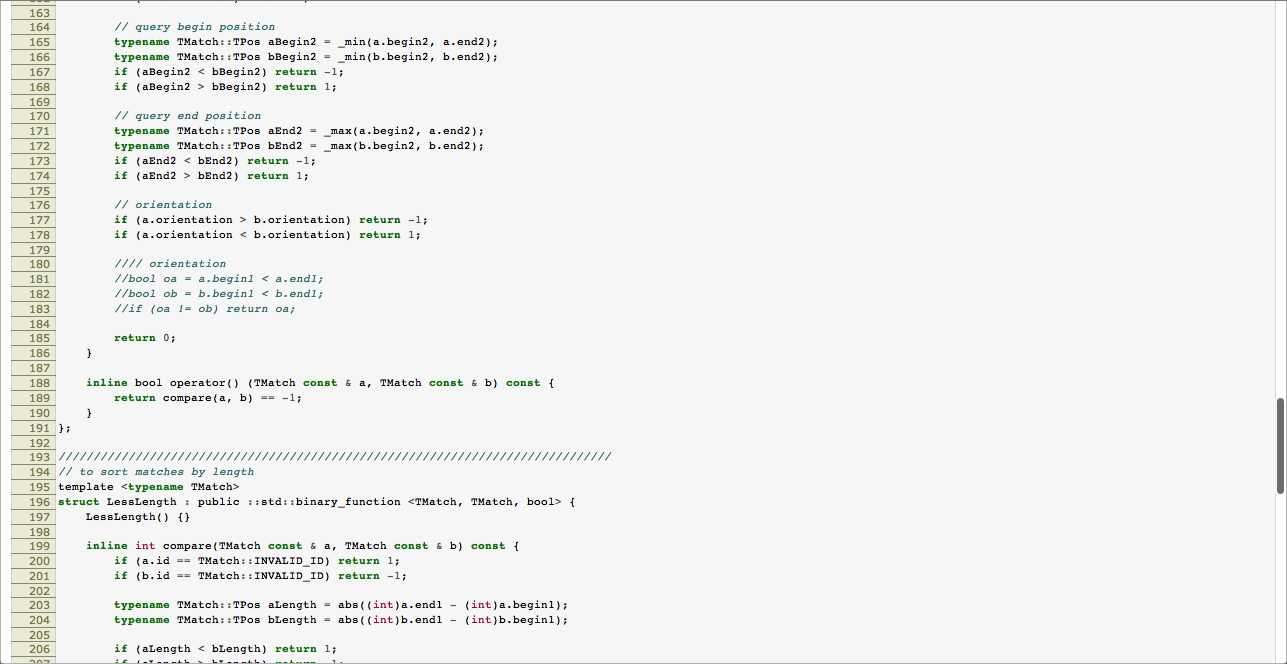 163
164         // query begin position
165         typename TMatch::TPos aBegin2 = _min(a.begin2, a.end2);
166         typename TMatch::TPos bBegin2 = _min(b.begin2, b.end2);
167         if (aBegin2 < bBegin2) return -1;
168         if (aBegin2 > bBegin2) return 1;
169
170         // query end position
171         typename TMatch::TPos aEnd2 = _max(a.begin2, a.end2);
172         typename TMatch::TPos bEnd2 = _max(b.begin2, b.end2);
173         if (aEnd2 < bEnd2) return -1;
174         if (aEnd2 > bEnd2) return 1;
175
176         // orientation
177         if (a.orientation > b.orientation) return -1;
178         if (a.orientation < b.orientation) return 1;
179
180         //// orientation
181         //bool oa = a.begin1 < a.end1;
182         //bool ob = b.begin1 < b.end1;
183         //if (oa != ob) return oa;
184
185         return 0;
186     }
187
188     inline bool operator() (TMatch const & a, TMatch const & b) const {
189         return compare(a, b) == -1;
190     }
191 };
192
193 ///////////////////////////////////////////////////////////////////////////////
194 // to sort matches by length
195 template <typename TMatch>
196 struct LessLength : public ::std::binary_function <TMatch, TMatch, bool> {
197     LessLength() {}
198
199     inline int compare(TMatch const & a, TMatch const & b) const {
200         if (a.id == TMatch::INVALID_ID) return 1;
201         if (b.id == TMatch::INVALID_ID) return -1;
202
203         typename TMatch::TPos aLength = abs((int)a.end1 - (int)a.begin1);
204         typename TMatch::TPos bLength = abs((int)b.end1 - (int)b.begin1);
205
206         if (aLength < bLength) return 1;